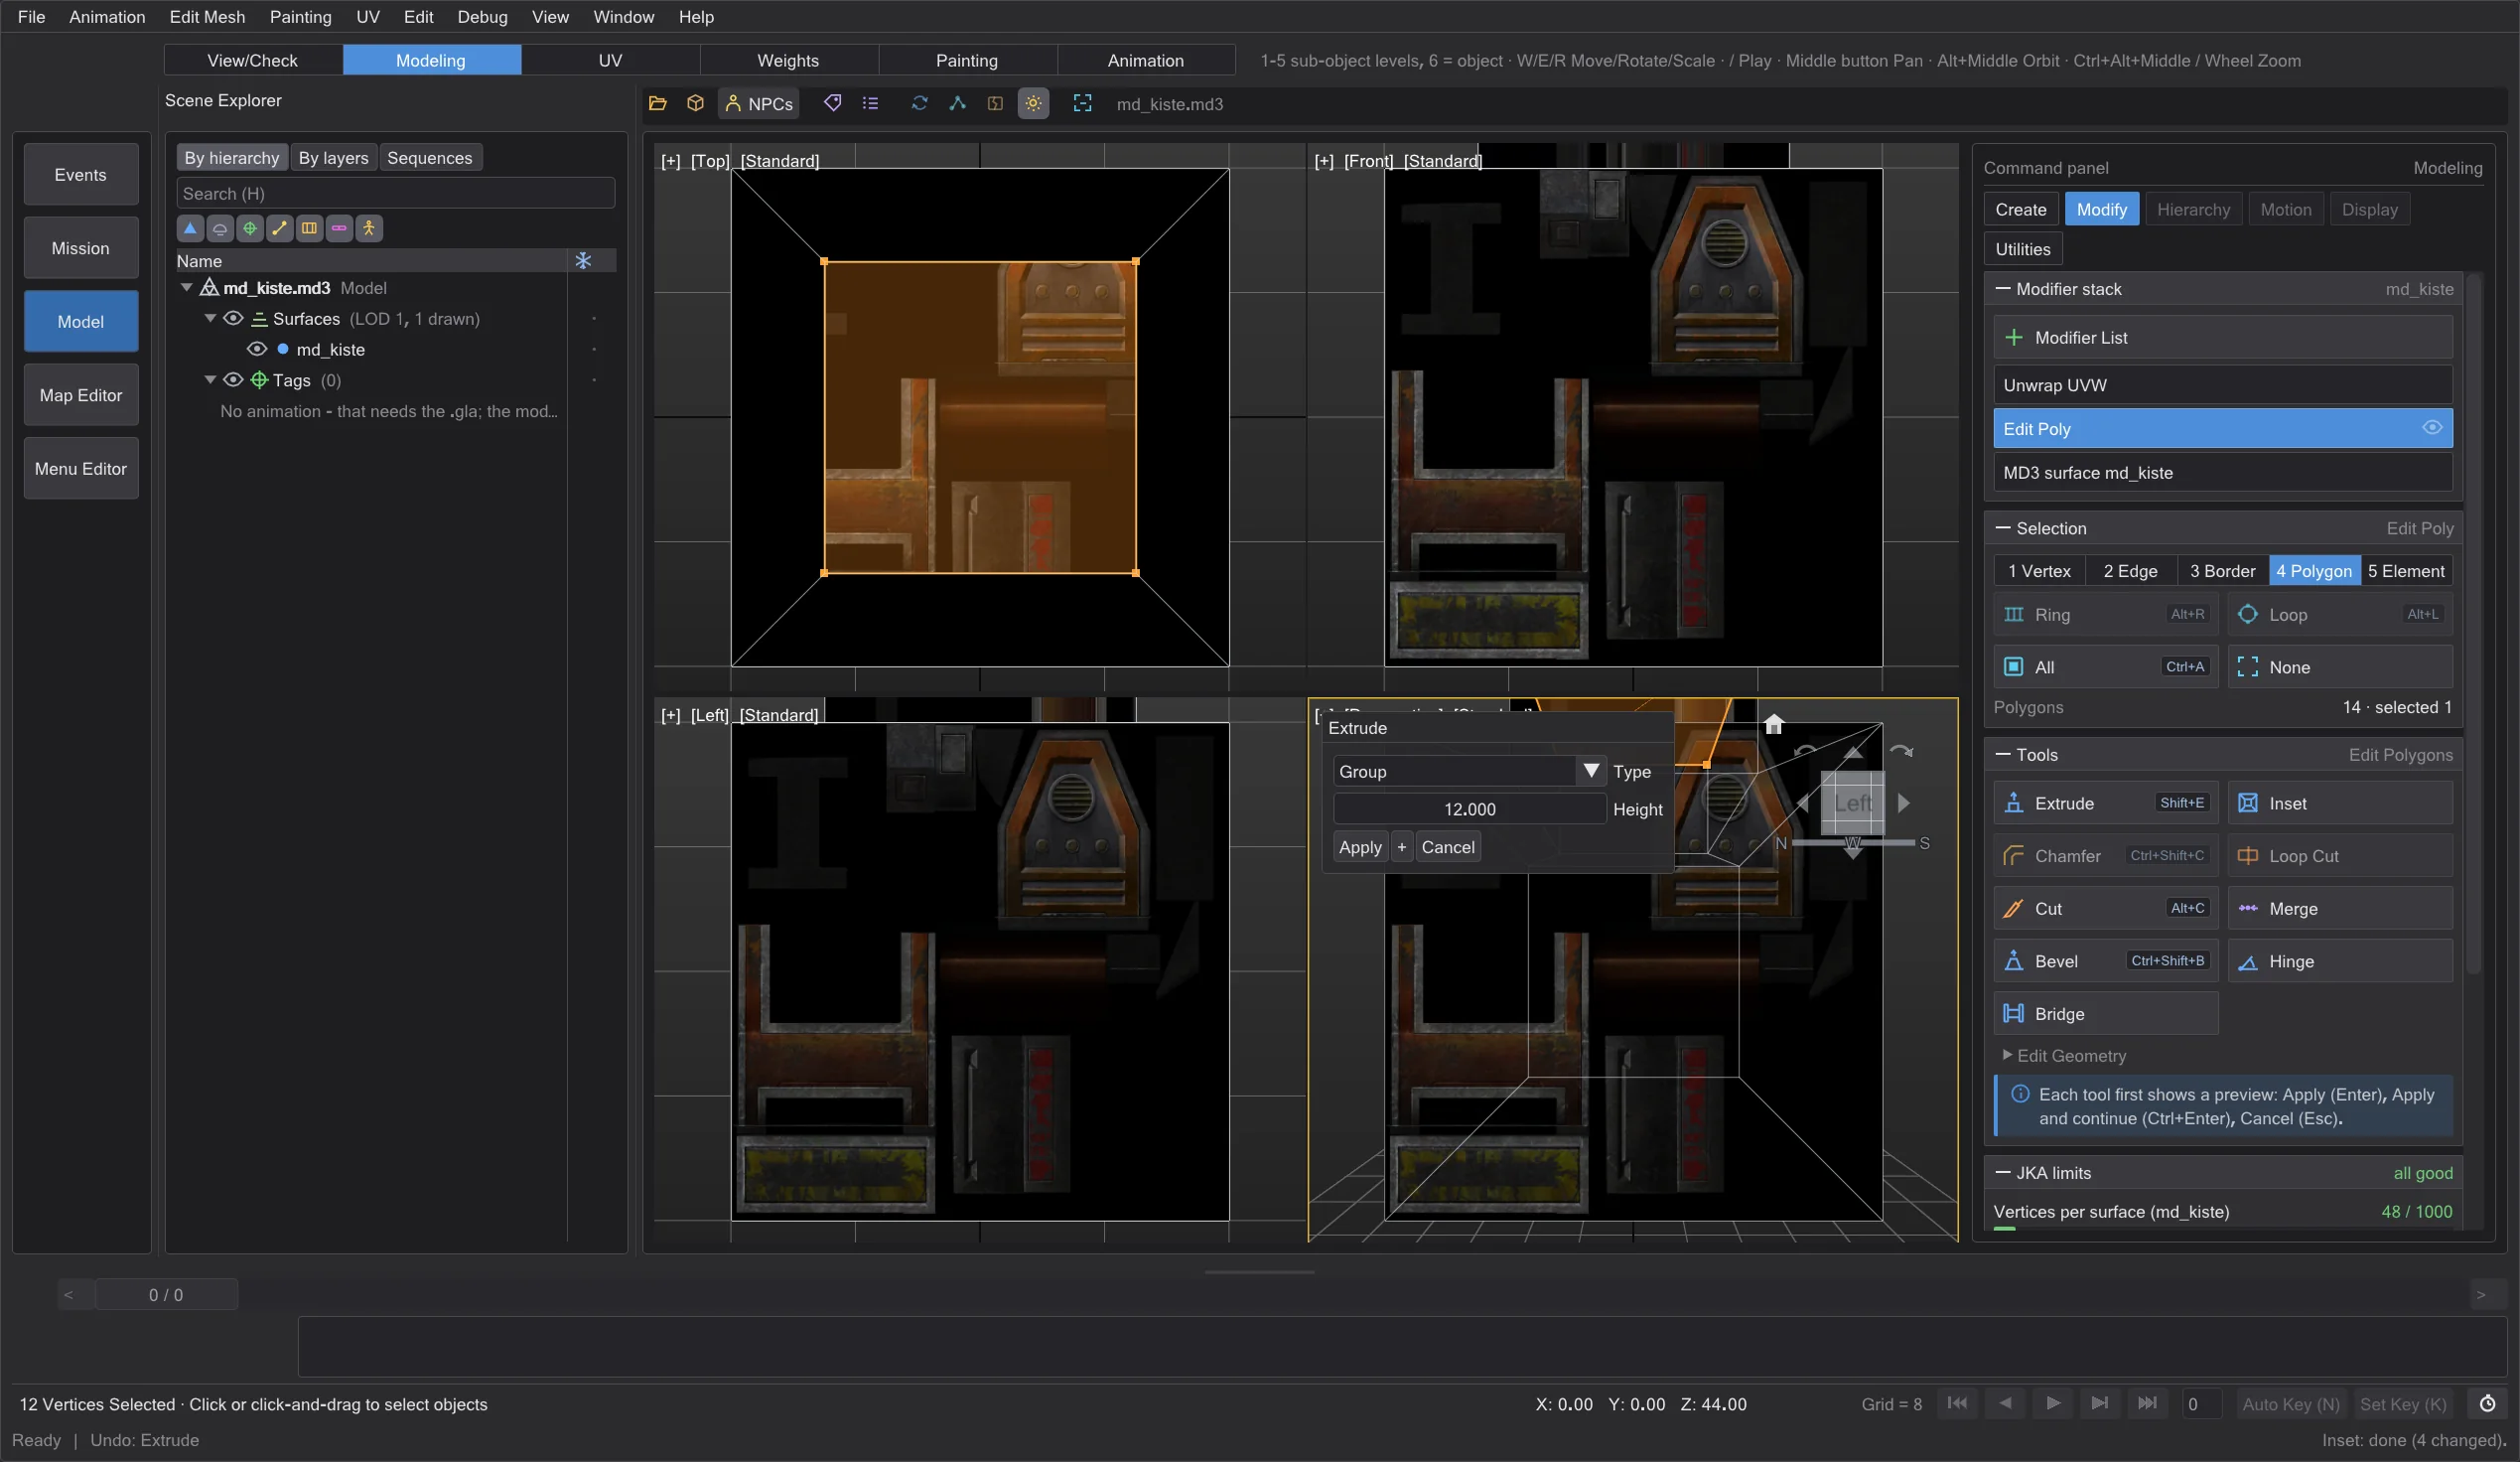 File Animation Edit Mesh Painting UV Edit Debug View Window Help
View/Check Modeling UV Weights Painting Animation 1-5 sub-object levels, 6 = object · W/E/R Move/Rotate/Scale · / Play · Middle button Pan · Alt+Middle Orbit · Ctrl+Alt+Middle / Wheel Zoom
Scene Explorer
NPCs md_kiste.md3
Events
Mission
Model
Map Editor
Menu Editor
By hierarchy By layers Sequences
Search (H)
Name
md_kiste.md3 Model
Surfaces (LOD 1, 1 drawn)
md_kiste
Tags (0)
No animation - that needs the .gla; the mod...
[+] [Top] [Standard]
[+] [Front] [Standard]
[+] [Left] [Standard]
Extrude
Group Type
12.000 Height
Apply + Cancel
Left
N W S
Command panel Modeling
Create Modify Hierarchy Motion Display
Utilities
Modifier stack md_kiste
Modifier List
Unwrap UVW
Edit Poly
MD3 surface md_kiste
Selection Edit Poly
1 Vertex 2 Edge 3 Border 4 Polygon 5 Element
Ring Alt+R Loop Alt+L
All Ctrl+A None
Polygons 14 · selected 1
Tools Edit Polygons
Extrude Shift+E Inset
Chamfer Ctrl+Shift+C Loop Cut
Cut Alt+C Merge
Bevel Ctrl+Shift+B Hinge
Bridge
Edit Geometry
Each tool first shows a preview: Apply (Enter), Apply
and continue (Ctrl+Enter), Cancel (Esc).
JKA limits all good
Vertices per surface (md_kiste) 48 / 1000
< 0 / 0 >
12 Vertices Selected · Click or click-and-drag to select objects X: 0.00 Y: 0.00 Z: 44.00 Grid = 8 0 Auto Key (N) Set Key (K)
Ready | Undo: Extrude Inset: done (4 changed).